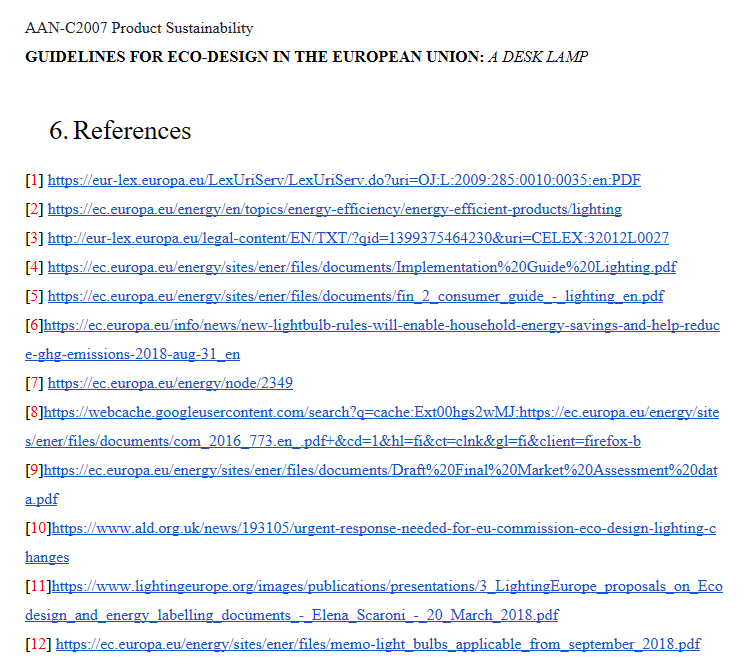 AAN-C2007 Product Sustainability
GUIDELINES FOR ECO-DESIGN IN THE EUROPEAN UNION: A DESK LAMP
6. References
[1] https://eur-lex.europa.eu/LexUriServ/LexUriServ.do?uri=OJ:L:2009:285:0010:0035:en:PDF
[2] https://ec.europa.eu/energy/en/topics/energy-efficiency/energy-efficient-products/lighting
[3] http://eur-lex.europa.eu/legal-content/EN/TXT/?qid=1399375464230&uri=CELEX:32012L0027
[4] https://ec.europa.eu/energy/sites/ener/files/documents/Implementation%20Guide%20Lighting.pdf
[5] https://ec.europa.eu/energy/sites/ener/files/documents/fin_2_consumer_guide_-_lighting_en.pdf
[6]https://ec.europa.eu/info/news/new-lightbulb-rules-will-enable-household-energy-savings-and-help-reduc
e-ghg-emissions-2018-aug-31_en
[7] https://ec.europa.eu/energy/node/2349
[8]https://webcache.googleusercontent.com/search?q=cache:Ext00hgs2wMJ:https://ec.europa.eu/energy/site
s/ener/files/documents/com_2016_773.en_.pdf+&cd=1&hl=fi&ct=clnk&gl=fi&client=firefox-b
[9]https://ec.europa.eu/energy/sites/ener/files/documents/Draft%20Final%20Market%20Assessment%20dat
a.pdf
[10]https://www.ald.org.uk/news/193105/urgent-response-needed-for-eu-commission-eco-design-lighting-c
hanges
[11]https://www.lightingeurope.org/images/publications/presentations/3_LightingEurope_proposals_on_Eco
design_and_energy_labelling_documents_-_Elena_Scaroni_-_20_March_2018.pdf
[12] https://ec.europa.eu/energy/sites/ener/files/memo-light_bulbs_applicable_from_september_2018.pdf